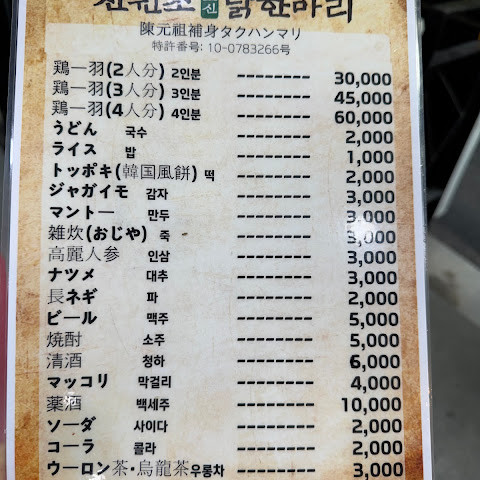 진원조 신 닭한마리
陳元祖補身タクハンマリ
特許番号: 10-0783266号
鶏一羽(2人分) 2인분 --------- 30,000
鶏一羽(3人分) 3인분 --------- 45,000
鶏一羽(4人分) 4인분 --------- 60,000
うどん 국수 --------- 2,000
ライス 밥 --------- 1,000
トッポキ(韓国風餅) 떡 --------- 2,000
ジャガイモ 감자 --------- 3,000
マントー 만두 --------- 3,000
雑炊(おじや) 죽 --------- 3,000
高麗人参 인삼 --------- 3,000
ナツメ 대추 --------- 3,000
長ネギ 파 --------- 2,000
ビール 맥주 --------- 5,000
焼酎 소주 --------- 5,000
清酒 청하 --------- 6,000
マッコリ 막걸리 --------- 4,000
薬酒 백세주 --------- 10,000
ソーダ 사이다 --------- 2,000
コーラ 콜라 --------- 2,000
ウーロン茶·烏龍茶우롱차 --------- 3,000